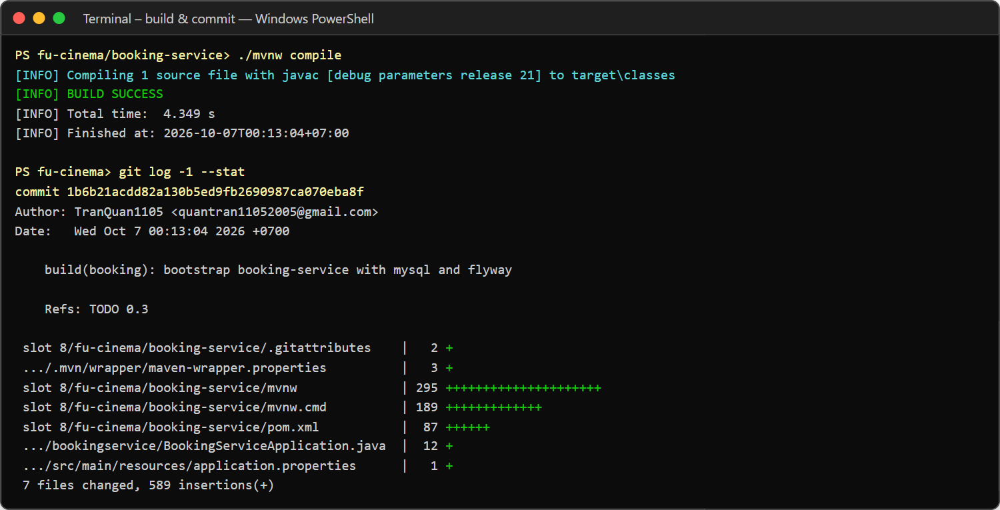 Terminal – build & commit — Windows PowerShell
PS fu-cinema/booking-service> ./mvnw compile
[INFO] Compiling 1 source file with javac [debug parameters release 21] to target\classes
[INFO] BUILD SUCCESS
[INFO] Total time:  4.349 s
[INFO] Finished at: 2026-10-07T00:13:04+07:00
PS fu-cinema> git log -1 --stat
commit 1b6b21acdd82a130b5ed9fb2690987ca070eba8f
Author: TranQuan1105 <quantran11052005@gmail.com>
Date:   Wed Oct 7 00:13:04 2026 +0700
build(booking): bootstrap booking-service with mysql and flyway
Refs: TODO 0.3
slot 8/fu-cinema/booking-service/.gitattributes    |   2 +
.../.mvn/wrapper/maven-wrapper.properties          |   3 +
slot 8/fu-cinema/booking-service/mvnw              | 295 +++++++++++++++++++++
slot 8/fu-cinema/booking-service/mvnw.cmd          | 189 +++++++++++++
slot 8/fu-cinema/booking-service/pom.xml           |  87 ++++++
.../bookingservice/BookingServiceApplication.java  |  12 +
.../src/main/resources/application.properties      |   1 +
7 files changed, 589 insertions(+)